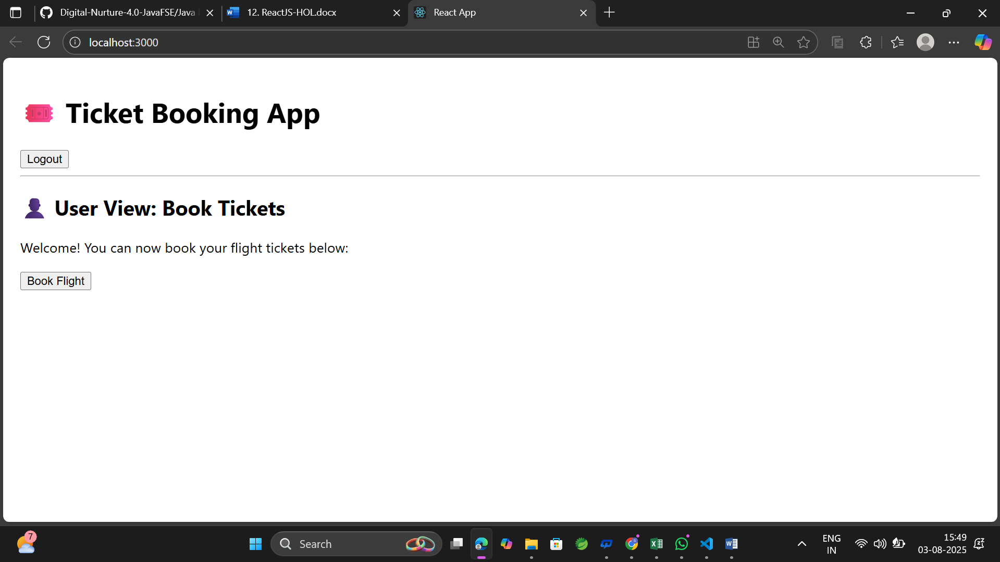 Digital-Nurture-4.0-JavaFSE/Java
12. ReactJS-HOL.docx
React App
localhost:3000
Ticket Booking App
Logout
User View: Book Tickets
Welcome! You can now book your flight tickets below:
Book Flight
7
Search
ENG
IN
15:49
03-08-2025